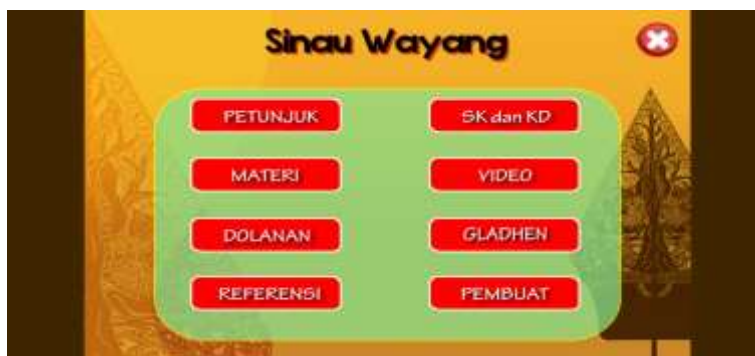 Sinau Wayang
PETUNJUK
SK dan KD
MATERI
VIDEO
DOLANAN
GLADHEN
REFERENSI
PEMBUAT